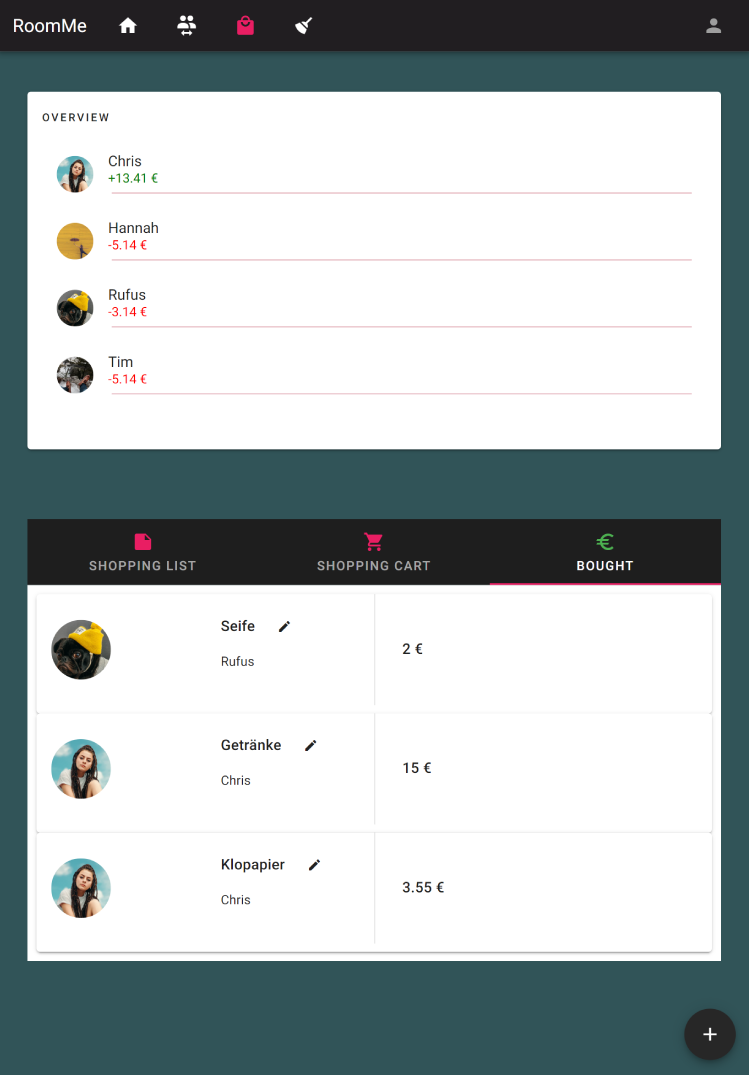 RoomMe
OVERVIEW
Chris
+13.41 €
Hannah
-5.14 €
Rufus
-3.14 €
Tim
-5.14 €
SHOPPING LIST
SHOPPING CART
BOUGHT
Seife
Rufus
2 €
Getränke
Chris
15 €
Klopapier
Chris
3.55 €